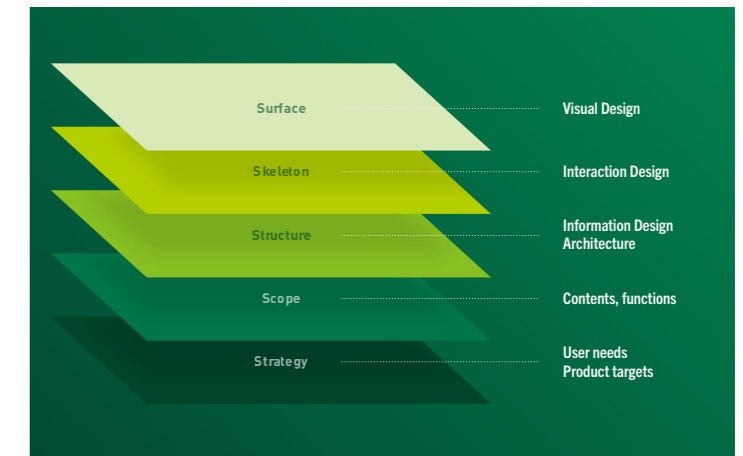 Surface
Visual Design
Skeleton
Interaction Design
Structure
Information Design
Architecture
Scope
Contents, functions
Strategy
User needs
Product targets